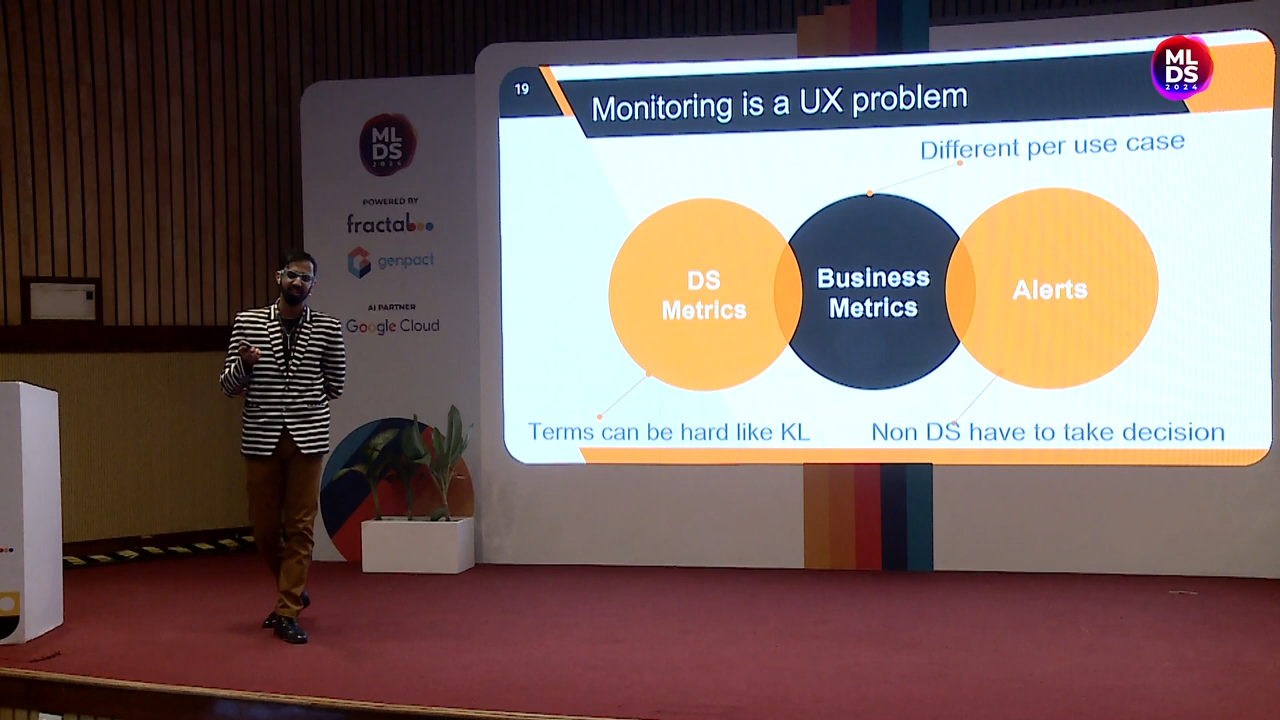 ML
DS
2024
POWERED BY
fractal
genpact
AI PARTNER
Google Cloud
19
Monitoring is a UX problem
ML
DS
2024
Different per use case
DS
Metrics
Business
Metrics
Alerts
Terms can be hard like KL
Non DS have to take decision